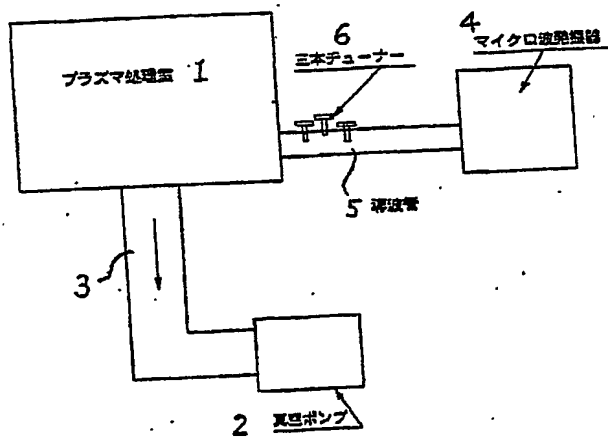 6
三本チューナー
4
マイクロ波発振器
プラズマ処理室 1
5 導波管
3
2 真空ポンプ